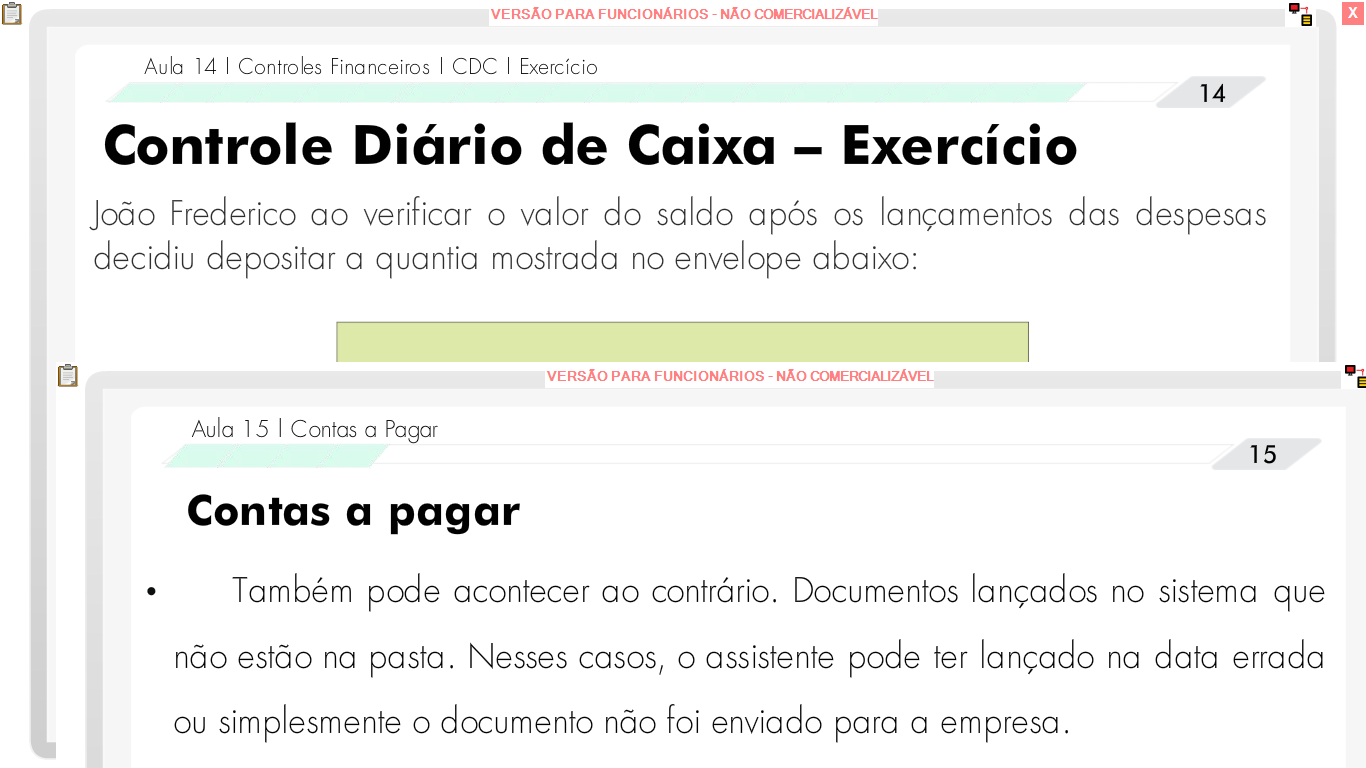 VERSÃO PARA FUNCIONÁRIOS - NÃO COMERCIALIZÁVEL
X
Aula 14 | Controles Financeiros | CDC | Exercício
14
Controle Diário de Caixa – Exercício
João Frederico ao verificar o valor do saldo após os lançamentos das despesas
decidiu depositar a quantia mostrada no envelope abaixo:
VERSÃO PARA FUNCIONÁRIOS - NÃO COMERCIALIZÁVEL
Aula 15 | Contas a Pagar
15
Contas a pagar
• Também pode acontecer ao contrário. Documentos lançados no sistema que
não estão na pasta. Nesses casos, o assistente pode ter lançado na data errada
ou simplesmente o documento não foi enviado para a empresa.